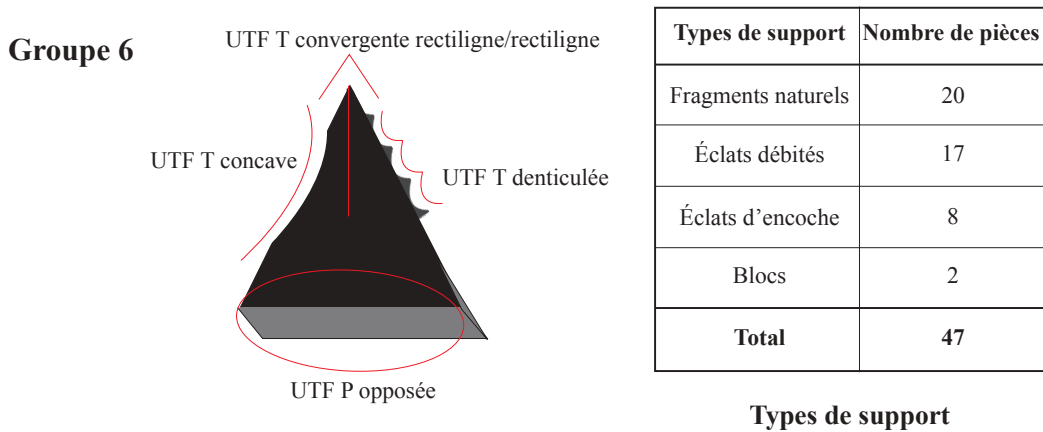 Groupe 6
UTF T convergente rectiligne/rectiligne
UTF T concave
UTF T denticulée
UTF P opposée
Types de support Nombre de pièces
Fragments naturels 20
Éclats débités 17
Éclats d’encoche 8
Blocs 2
Total 47
Types de support